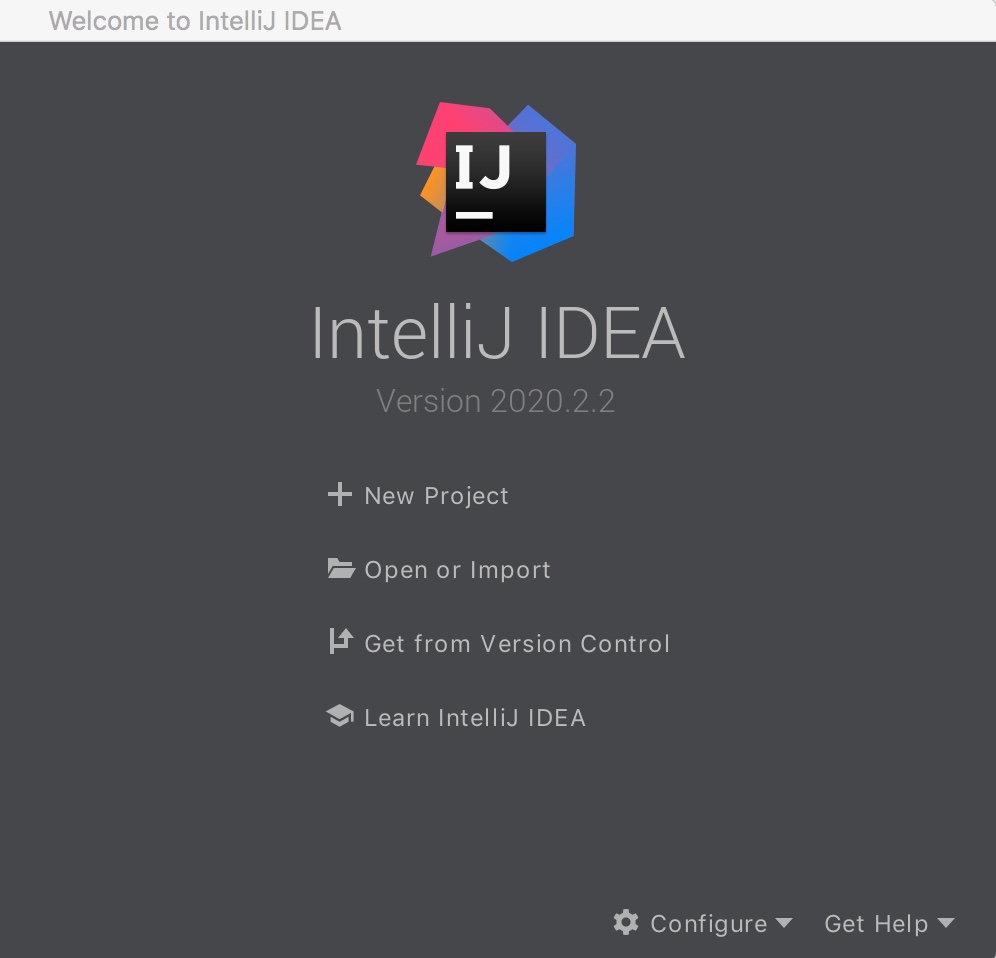 Welcome to IntelliJ IDEA
IJ
IntelliJ IDEA
Version 2020.2.2
New Project
Open or Import
Get from Version Control
Learn IntelliJ IDEA
Configure
Get Help